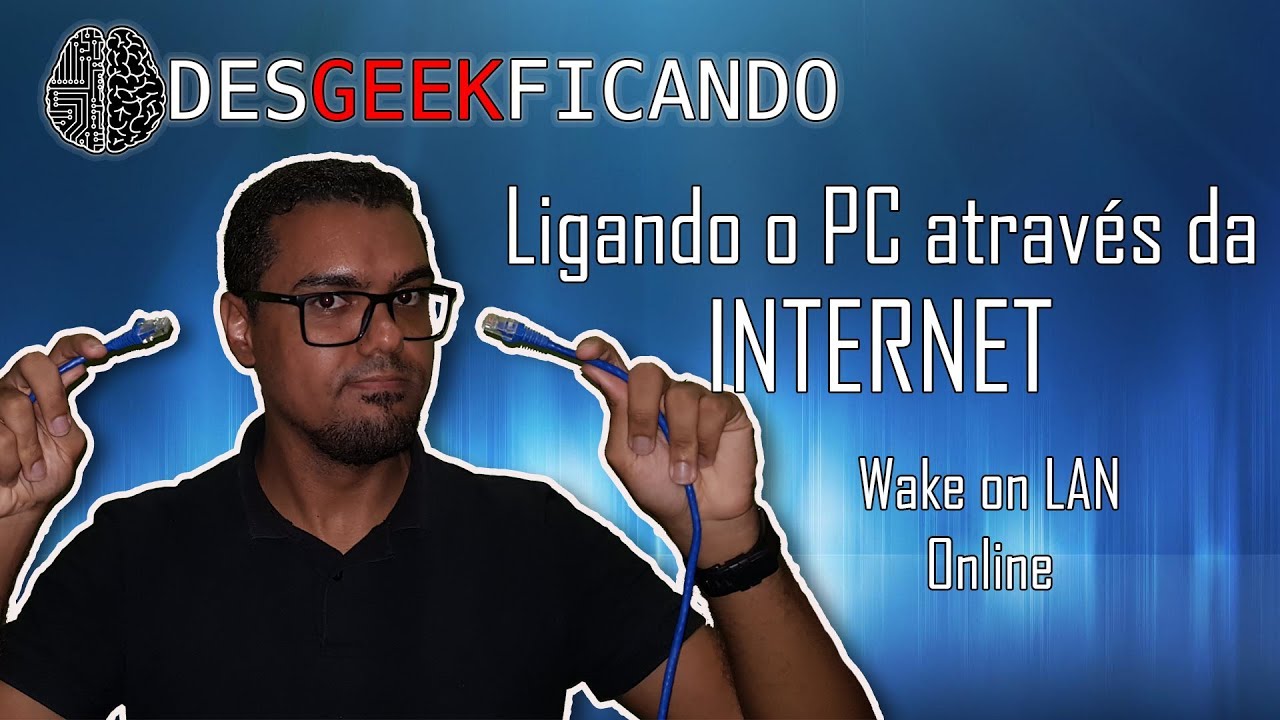 DESGEEKFICANDO
Ligando o PC através da
INTERNET
Wake on LAN
Online